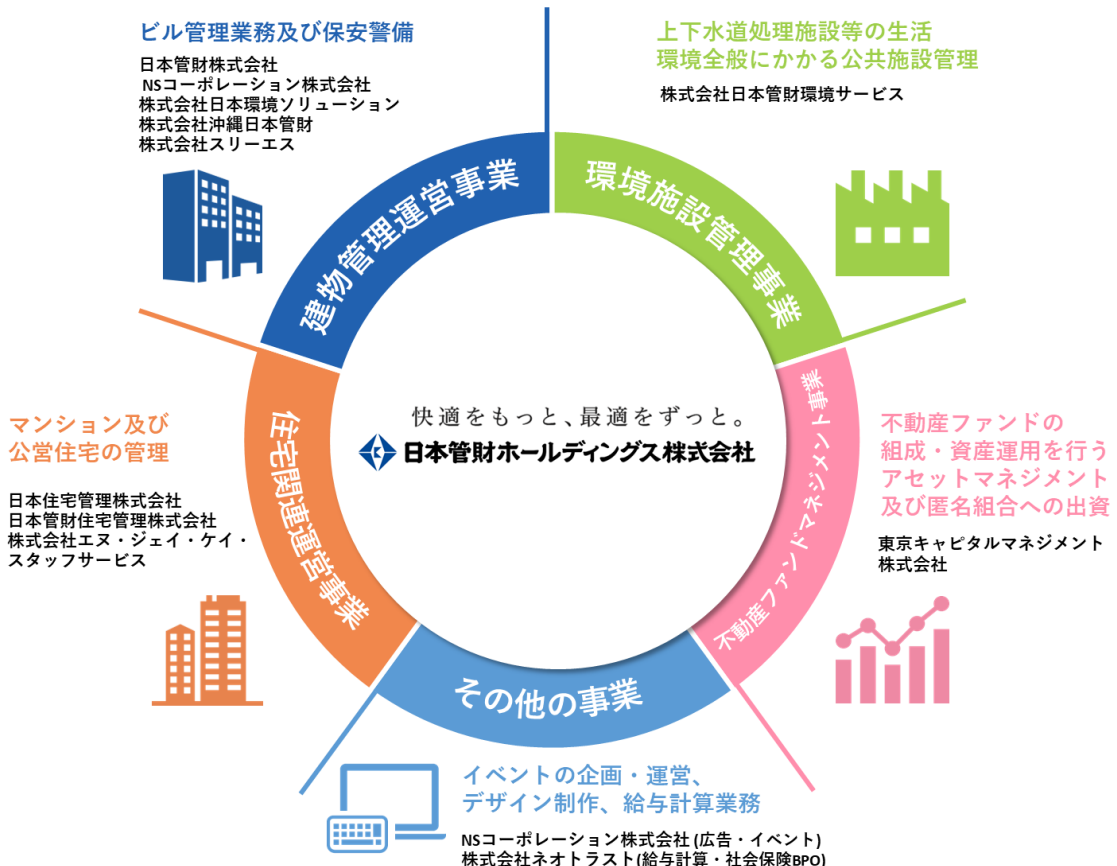 ビル管理業務及び保安警備
日本管財株式会社
NSコーポレーション株式会社
株式会社日本環境ソリューション
株式会社沖縄日本管財
株式会社スリーエス
上下水道処理施設等の生活
環境全般にかかる公共施設管理
株式会社日本管財環境サービス
建物管理運営事業
環境施設管理事業
マンション及び
公営住宅の管理
日本住宅管理株式会社
日本管財住宅管理株式会社
株式会社エヌ・ジェイ・ケイ・
スタッフサービス
住宅関連運営事業
快適をもっと、最適をずっと。
日本管財ホールディングス株式会社
不動産ファンドマネジメント事業
不動産ファンドの
組成・資産運用を行う
アセットマネジメント
及び匿名組合への出資
東京キャピタルマネジメント
株式会社
その他の事業
イベントの企画・運営、
デザイン制作、給与計算業務
NSコーポレーション株式会社(広告・イベント)
株式会社ネオトラスト(給与計算・社会保険BPO)